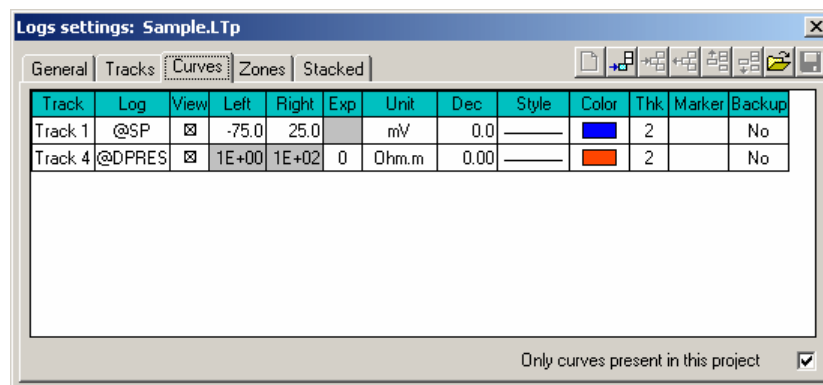 Logs settings: Sample.LTp
General Tracks Curves Zones Stacked
Track Log View Left Right Exp Unit Dec Style Color Thk Marker Backup
Track 1 @SP -75.0 25.0 mV 0.0 2 No
Track 4 @DPRES 1E+00 1E+02 0 Ohm.m 0.00 2 No
Only curves present in this project